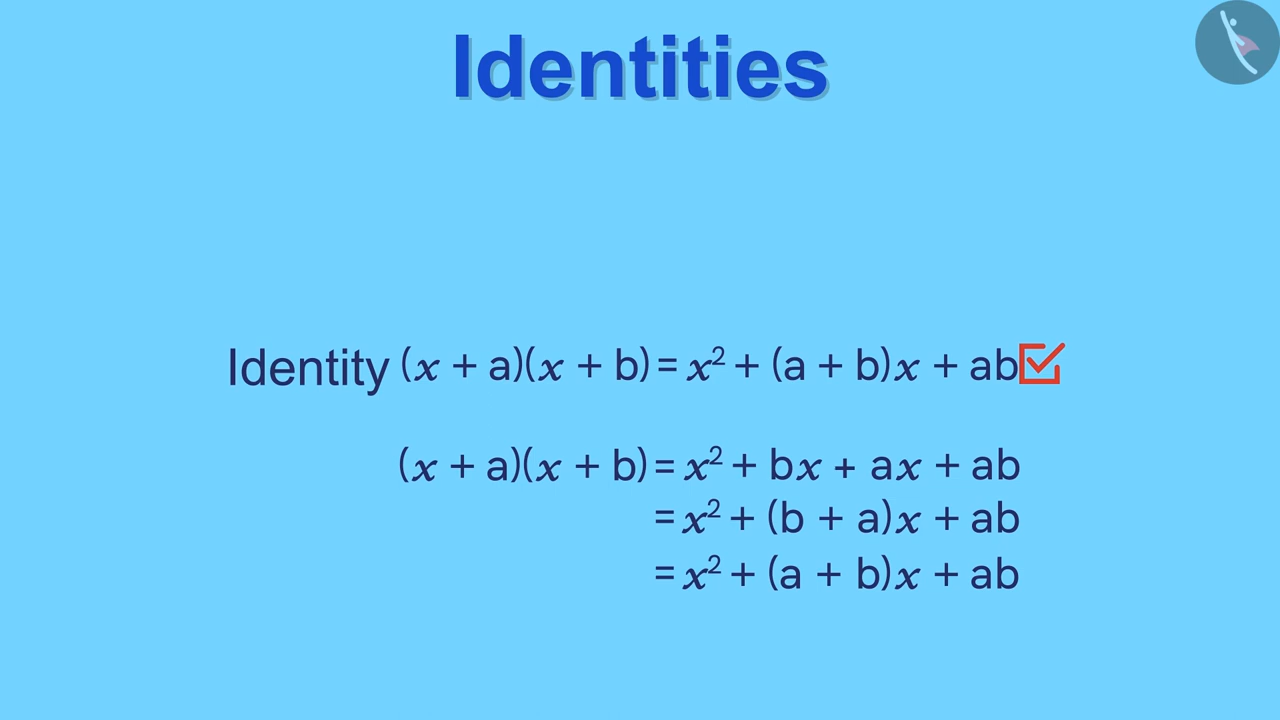 Identities
Identity (x + a)(x + b) = x² + (a + b)x + ab
(x + a)(x + b) = x² + bx + ax + ab
= x² + (b + a)x + ab
= x² + (a + b)x + ab